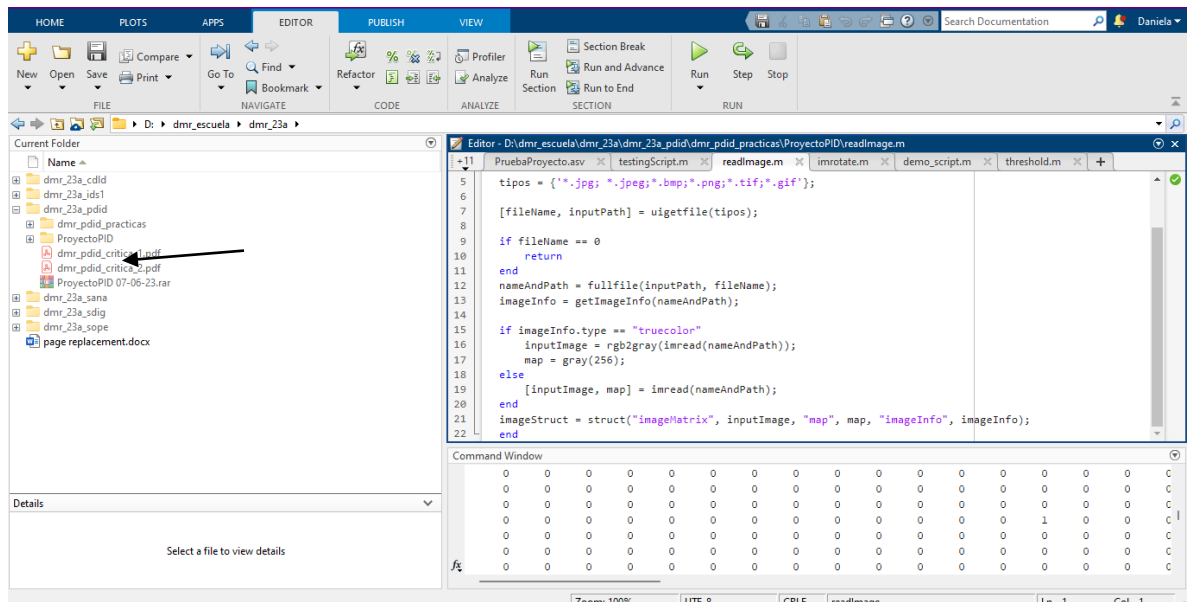 HOME PLOTS APPS EDITOR PUBLISH VIEW Search Documentation Daniela
New Open Save Compare Print Go To Find Bookmark Refactor Profiler Analyze Run Section Section Break Run and Advance Run to End Run Step Stop
FILE NAVIGATE CODE ANALYZE SECTION RUN
D: dmr_escuela dmr_23a
Current Folder
Name
dmr_23a_cdld
dmr_23a_ids1
dmr_23a_pdid
dmr_pdid_practicas
ProyectoPID
dmr_pdid_critica_1.pdf
dmr_pdid_critica_2.pdf
ProyectoPID 07-06-23.rar
dmr_23a_sana
dmr_23a_sdig
dmr_23a_sope
page replacement.docx
Details
Select a file to view details
Editor - D:\dmr_escuela\dmr_23a\dmr_23a_pdid\dmr_pdid_practicas\ProyectoPID\readImage.m
+11 PruebaProyecto.asv testingScript.m readImage.m imrotate.m demo_script.m threshold.m +
5 tipos = {'*.jpg; *.jpeg;*.bmp;*.png;*.tif;*.gif'};
6
7 [fileName, inputPath] = uigetfile(tipos);
8
9 if fileName == 0
10 return
11 end
12 nameAndPath = fullfile(inputPath, fileName);
13 imageInfo = getImageInfo(nameAndPath);
14
15 if imageInfo.type == "truecolor"
16 inputImage = rgb2gray(imread(nameAndPath));
17 map = gray(256);
18 else
19 [inputImage, map] = imread(nameAndPath);
20 end
21 imageStruct = struct("imageMatrix", inputImage, "map", map, "imageInfo", imageInfo);
22 end
Command Window
0 0 0 0 0 0 0 0 0 0 0 0 0 0 0 0
0 0 0 0 0 0 0 0 0 0 0 0 0 0 0 0
0 0 0 0 0 0 0 0 0 0 0 0 0 0 0 0
0 0 0 0 0 0 0 0 0 0 0 0 0 1 0 0
0 0 0 0 0 0 0 0 0 0 0 0 0 0 0 0
0 0 0 0 0 0 0 0 0 0 0 0 0 0 0 0
fx 0 0 0 0 0 0 0 0 0 0 0 0 0 0 0 0
Zoom: 100% UTF-8 CRLF readImage Ln 1 Col 1